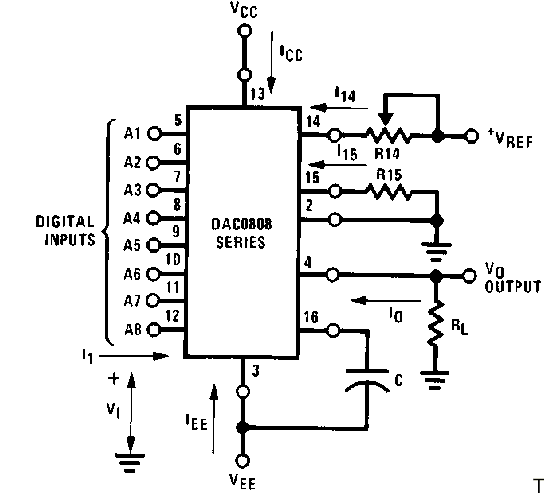 VCC
ICC
13
I14
14
+VREF
R14
I15
15
R15
2
DIGITAL
INPUTS
A1
5
A2
6
A3
7
A4
8
A5
9
A6
10
A7
11
A8
12
DAC0808
SERIES
4
VO
OUTPUT
IO
RL
16
C
I1
+
VI
3
IEE
VEE
T